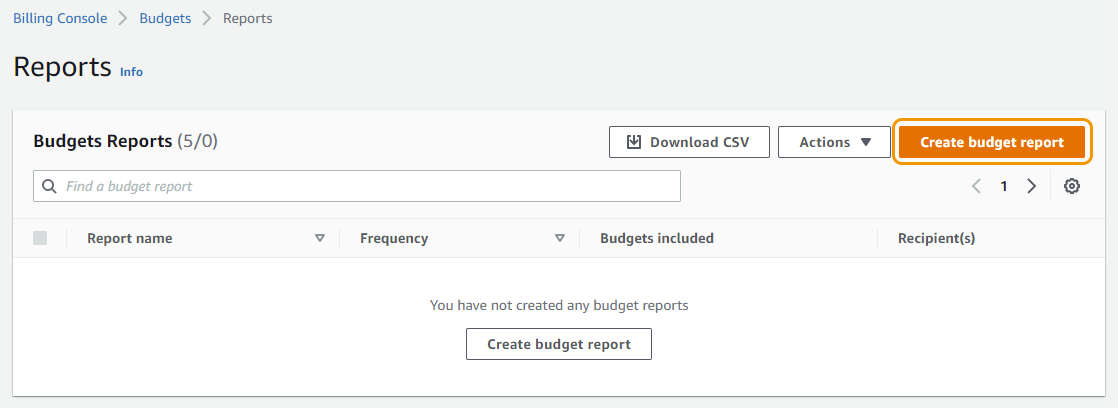 Billing Console > Budgets > Reports
Reports Info
Budgets Reports (5/0) Download CSV Actions Create budget report
Find a budget report 1
Report name Frequency Budgets included Recipient(s)
You have not created any budget reports
Create budget report